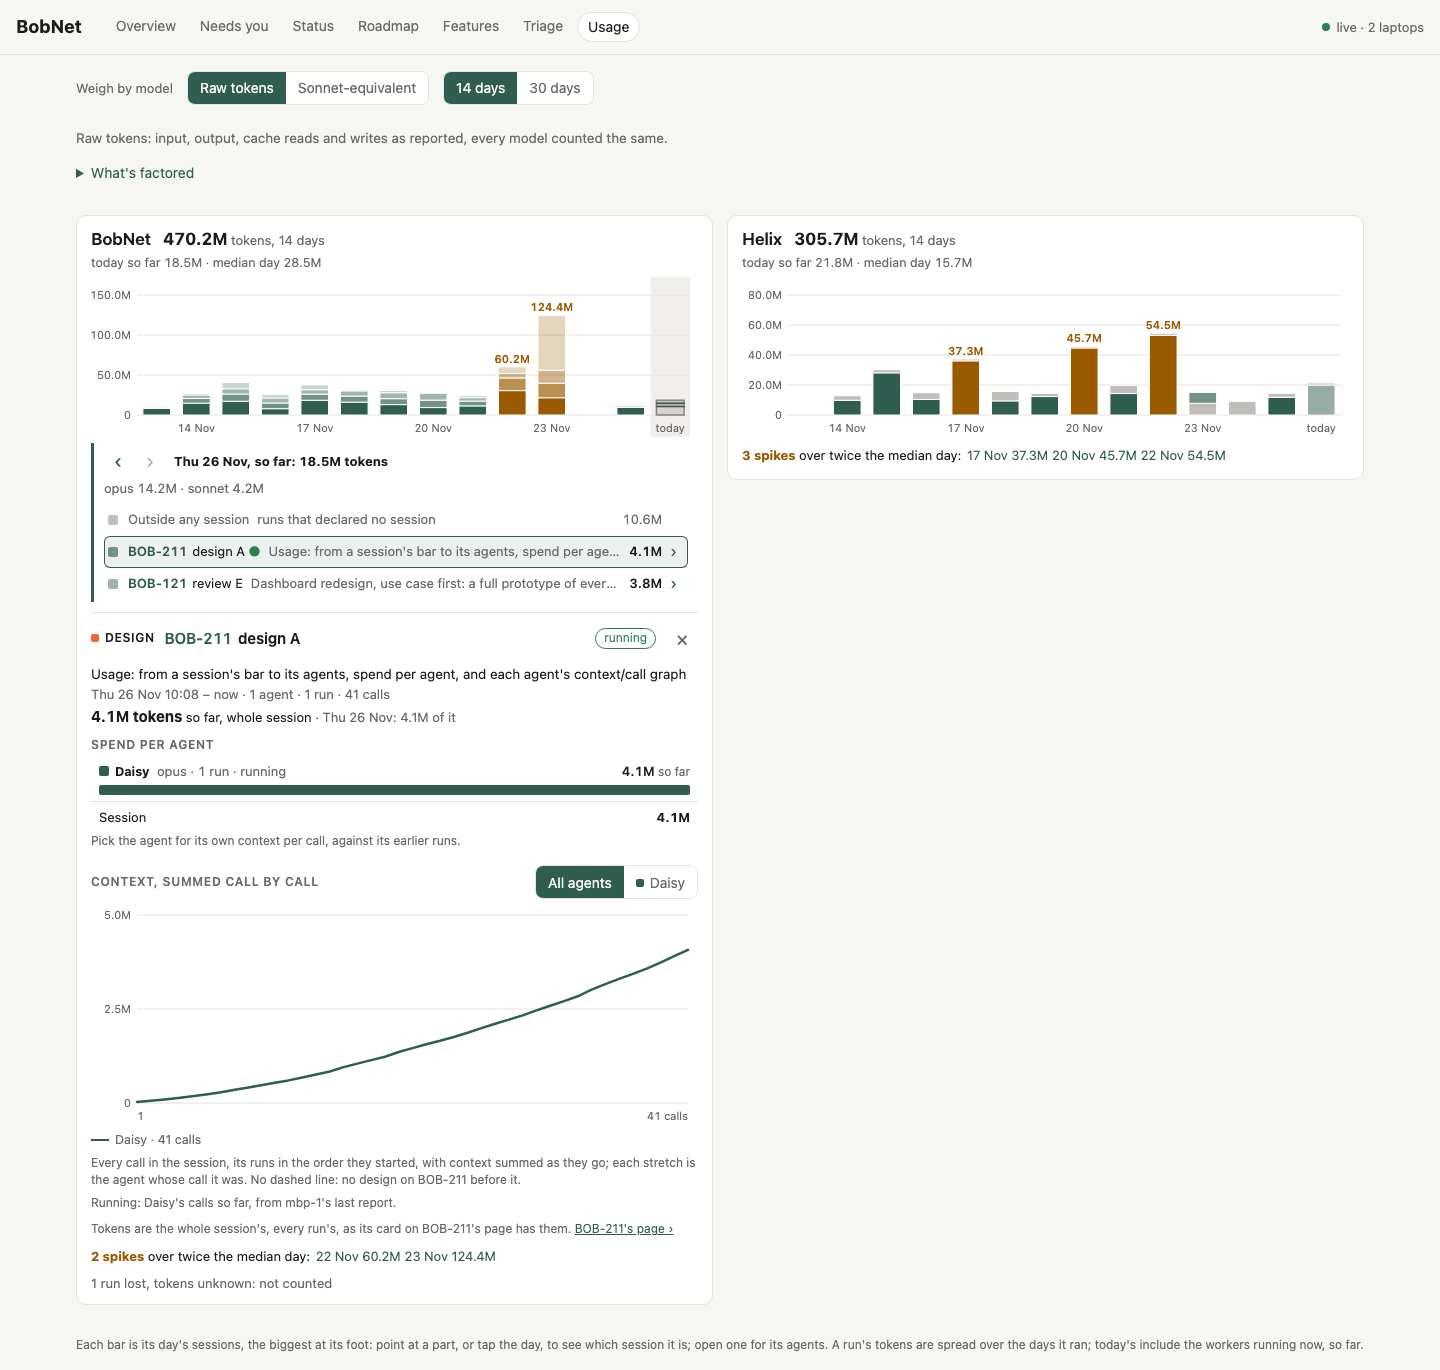 BobNet Overview Needs you Status Roadmap Features Triage Usage live · 2 laptops
Weigh by model Raw tokens Sonnet-equivalent 14 days 30 days
Raw tokens: input, output, cache reads and writes as reported, every model counted the same.
What's factored
BobNet 470.2M tokens, 14 days
today so far 18.5M · median day 28.5M
150.0M
100.0M
50.0M
0
60.2M
124.4M
14 Nov 17 Nov 20 Nov 23 Nov today
‹ › Thu 26 Nov, so far: 18.5M tokens
opus 14.2M · sonnet 4.2M
Outside any session runs that declared no session 10.6M
BOB-211 design A Usage: from a session's bar to its agents, spend per age… 4.1M ›
BOB-121 review E Dashboard redesign, use case first: a full prototype of ever… 3.8M ›
DESIGN BOB-211 design A running ×
Usage: from a session's bar to its agents, spend per agent, and each agent's context/call graph
Thu 26 Nov 10:08 – now · 1 agent · 1 run · 41 calls
4.1M tokens so far, whole session · Thu 26 Nov: 4.1M of it
SPEND PER AGENT
Daisy opus · 1 run · running 4.1M so far
Session 4.1M
Pick the agent for its own context per call, against its earlier runs.
CONTEXT, SUMMED CALL BY CALL All agents Daisy
5.0M
2.5M
0
1 41 calls
Daisy · 41 calls
Every call in the session, its runs in the order they started, with context summed as they go; each stretch is
the agent whose call it was. No dashed line: no design on BOB-211 before it.
Running: Daisy's calls so far, from mbp-1's last report.
Tokens are the whole session's, every run's, as its card on BOB-211's page has them. BOB-211's page ›
2 spikes over twice the median day: 22 Nov 60.2M 23 Nov 124.4M
1 run lost, tokens unknown: not counted
Helix 305.7M tokens, 14 days
today so far 21.8M · median day 15.7M
80.0M
60.0M
40.0M
20.0M
0
37.3M
45.7M
54.5M
14 Nov 17 Nov 20 Nov 23 Nov today
3 spikes over twice the median day: 17 Nov 37.3M 20 Nov 45.7M 22 Nov 54.5M
Each bar is its day's sessions, the biggest at its foot: point at a part, or tap the day, to see which session it is; open one for its agents. A run's tokens are spread over the days it ran; today's include the workers running now, so far.